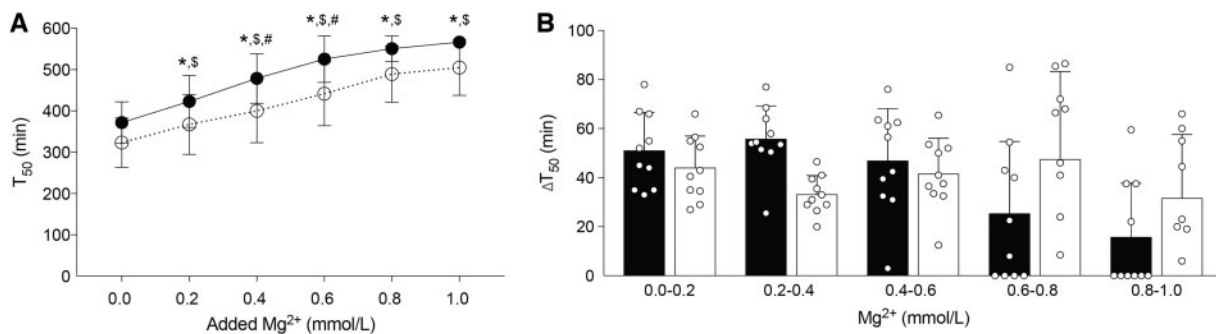 A
T50 (min)
600
500
400
300
200
100
0
*,$
*,$,#
*,$,#
*,$
*,$
0.0 0.2 0.4 0.6 0.8 1.0
Added Mg2+ (mmol/L)
B
ΔT50 (min)
100
80
60
40
20
0
0.0-0.2 0.2-0.4 0.4-0.6 0.6-0.8 0.8-1.0
Mg2+ (mmol/L)